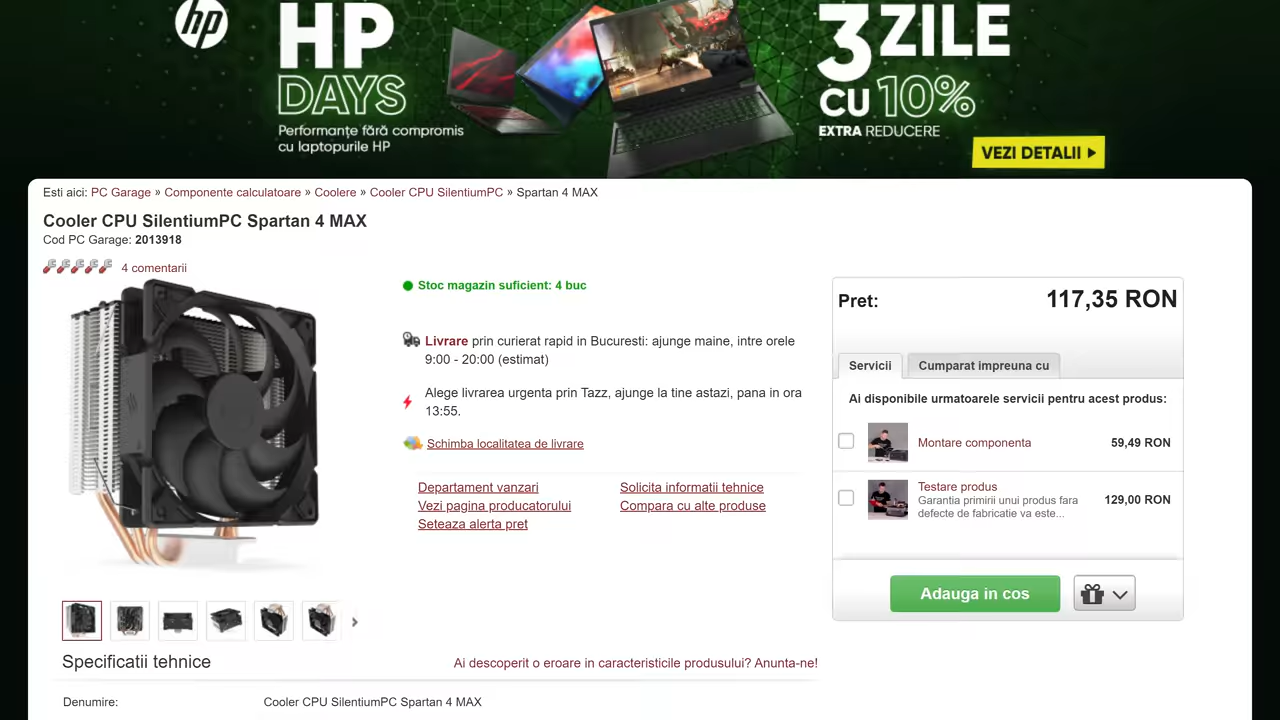 hp
HP
DAYS
Performanțe fără compromis
cu laptopurile HP
3 ZILE
CU 10%
EXTRA REDUCERE
VEZI DETALII
Esti aici: PC Garage » Componente calculatoare » Coolere » Cooler CPU SilentiumPC » Spartan 4 MAX
Cooler CPU SilentiumPC Spartan 4 MAX
Cod PC Garage: 2013918
4 comentarii
Stoc magazin suficient: 4 buc
Livrare prin curierat rapid in Bucuresti: ajunge maine, intre orele
9:00 - 20:00 (estimat)
Alege livrarea urgenta prin Tazz, ajunge la tine astazi, pana in ora
13:55.
Schimba localitatea de livrare
Departament vanzari
Solicita informatii tehnice
Vezi pagina producatorului
Compara cu alte produse
Seteaza alerta pret
Pret: 117,35 RON
Servicii
Cumparat impreuna cu
Ai disponibile urmatoarele servicii pentru acest produs:
Montare componenta 59,49 RON
Testare produs
Garantia primirii unui produs fara
defecte de fabricatie va este...
129,00 RON
Adauga in cos
Specificatii tehnice
Ai descoperit o eroare in caracteristicile produsului? Anunta-ne!
Denumire: Cooler CPU SilentiumPC Spartan 4 MAX